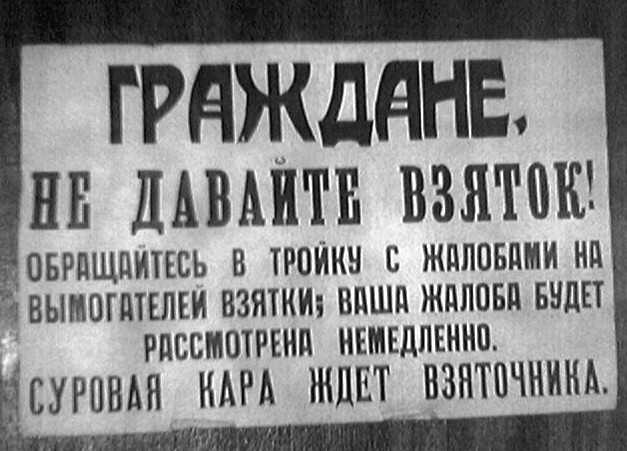 ГРАЖДАНЕ,
НЕ ДАВАЙТЕ ВЗЯТОК!
ОБРАЩАЙТЕСЬ В ТРОЙКУ С ЖАЛОБАМИ НА
ВЫМОГАТЕЛЕЙ ВЗЯТКИ; ВАША ЖАЛОБА БУДЕТ
РАССМОТРЕНА НЕМЕДЛЕННО.
СУРОВАЯ КАРА ЖДЕТ ВЗЯТОЧНИКА.